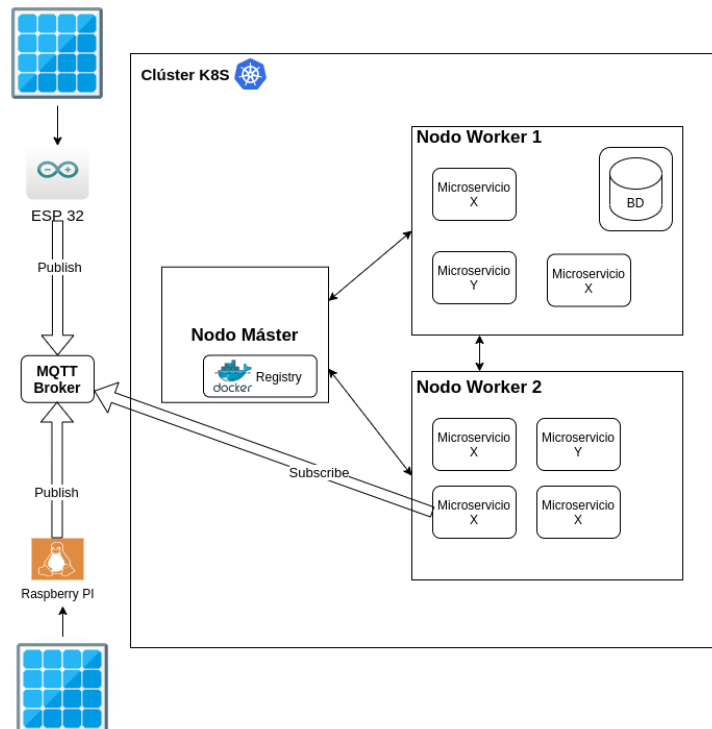 Clúster K8S
ESP 32
Publish
MQTT
Broker
Publish
Raspberry PI
Nodo Máster
docker
Registry
Subscribe
Nodo Worker 1
Microservicio
X
BD
Microservicio
Y
Microservicio
X
Nodo Worker 2
Microservicio
X
Microservicio
Y
Microservicio
X
Microservicio
X